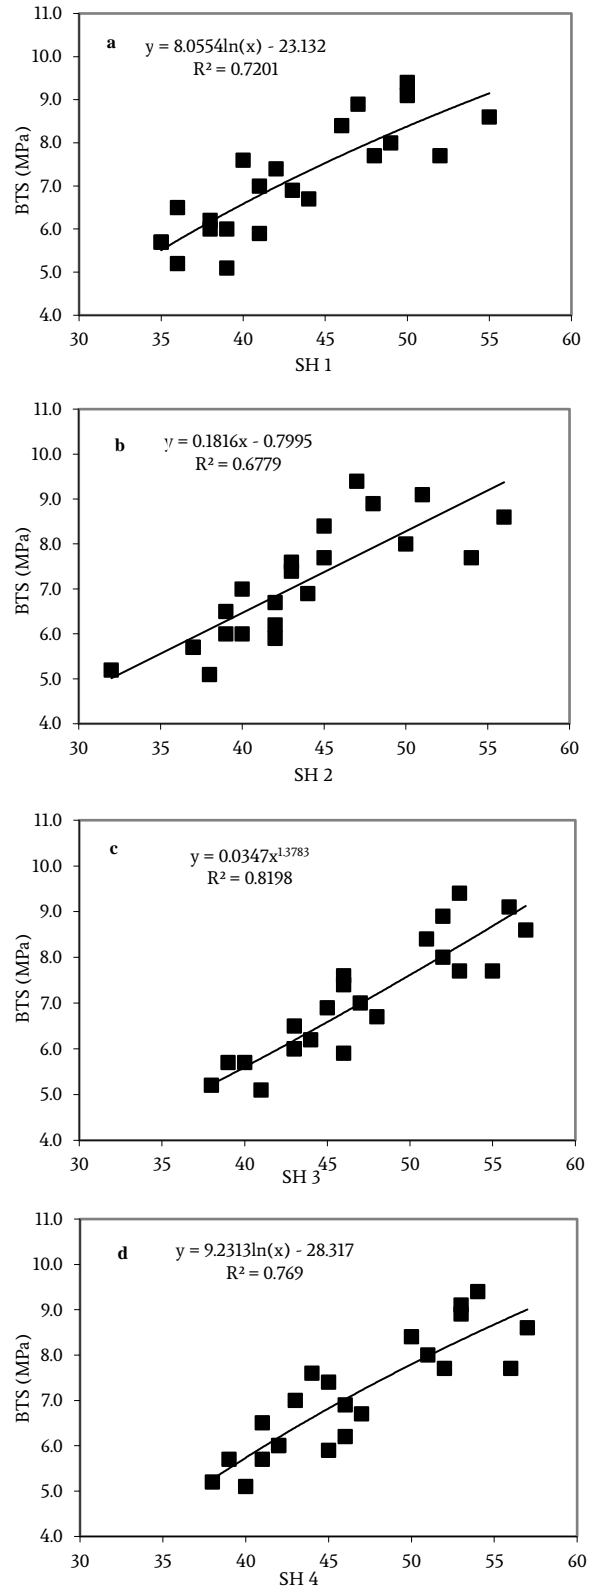 11.0
a y = 8.0554ln(x) - 23.132
10.0
R² = 0.7201
9.0
8.0
7.0
6.0
5.0
4.0
BTS (MPa)
30 35 40 45 50 55 60
SH 1
11.0
b y = 0.1816x - 0.7995
10.0
R² = 0.6779
9.0
8.0
7.0
6.0
5.0
4.0
BTS (MPa)
30 35 40 45 50 55 60
SH 2
11.0
c y = 0.0347x^1.3783
10.0
R² = 0.8198
9.0
8.0
7.0
6.0
5.0
4.0
BTS (MPa)
30 35 40 45 50 55 60
SH 3
11.0
d y = 9.2313ln(x) - 28.317
10.0
R² = 0.769
9.0
8.0
7.0
6.0
5.0
4.0
BTS (MPa)
30 35 40 45 50 55 60
SH 4